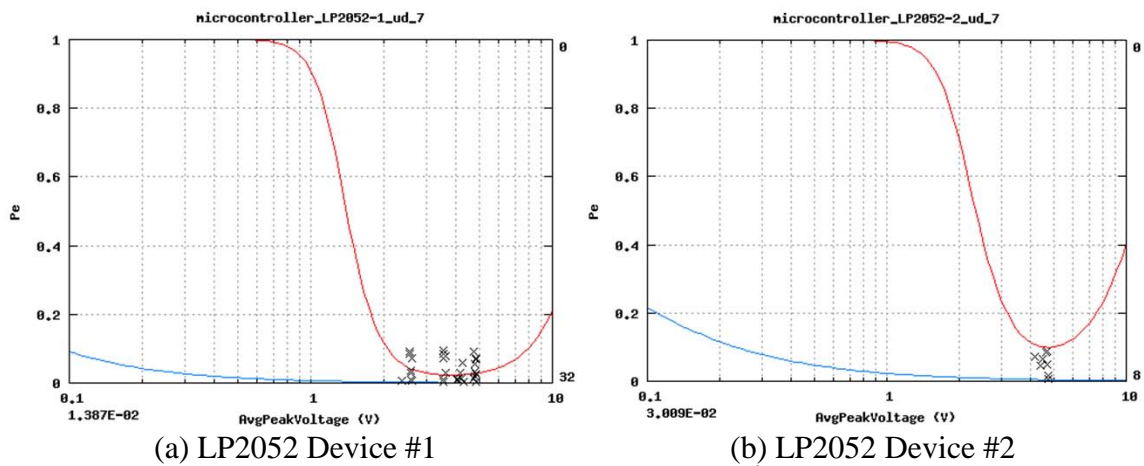 microcontroller_LP2052-1_ud_7
1
0.8
0.6
0.4
0.2
0
Pe
0
32
0.1
1
10
1.387E-02
AvgPeakVoltage (V)
(a) LP2052 Device #1
microcontroller_LP2052-2_ud_7
1
0.8
0.6
0.4
0.2
0
Pe
0
8
0.1
1
10
3.009E-02
AvgPeakVoltage (V)
(b) LP2052 Device #2